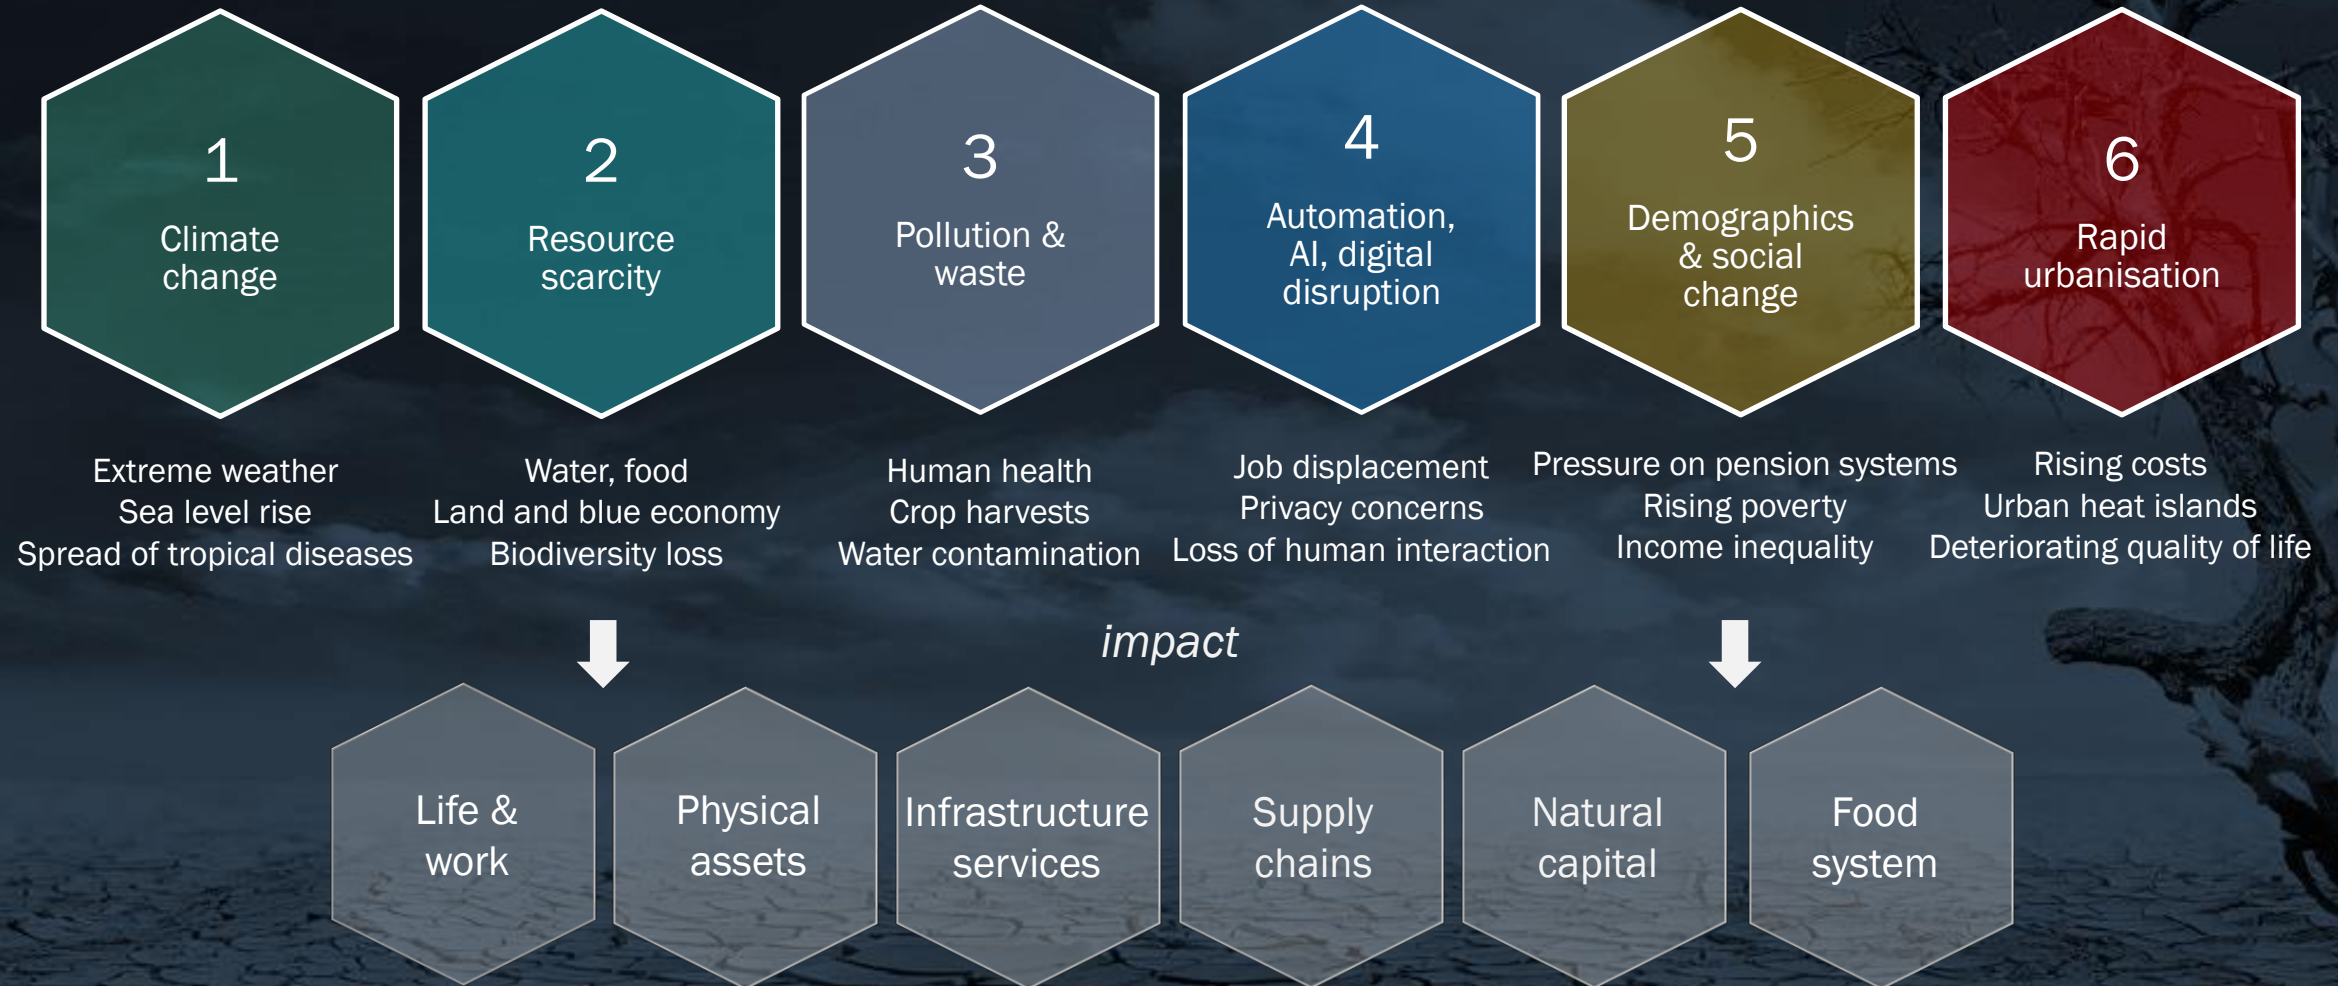 1
Climate
change
2
Resource
scarcity
3
Pollution &
waste
4
Automation,
AI, digital
disruption
5
Demographics
& social
change
6
Rapid
urbanisation
Extreme weather
Sea level rise
Spread of tropical diseases
Water, food
Land and blue economy
Biodiversity loss
Human health
Crop harvests
Water contamination
Job displacement
Privacy concerns
Loss of human interaction
Pressure on pension systems
Rising poverty
Income inequality
Rising costs
Urban heat islands
Deteriorating quality of life
impact
Life &
work
Physical
assets
Infrastructure
services
Supply
chains
Natural
capital
Food
system